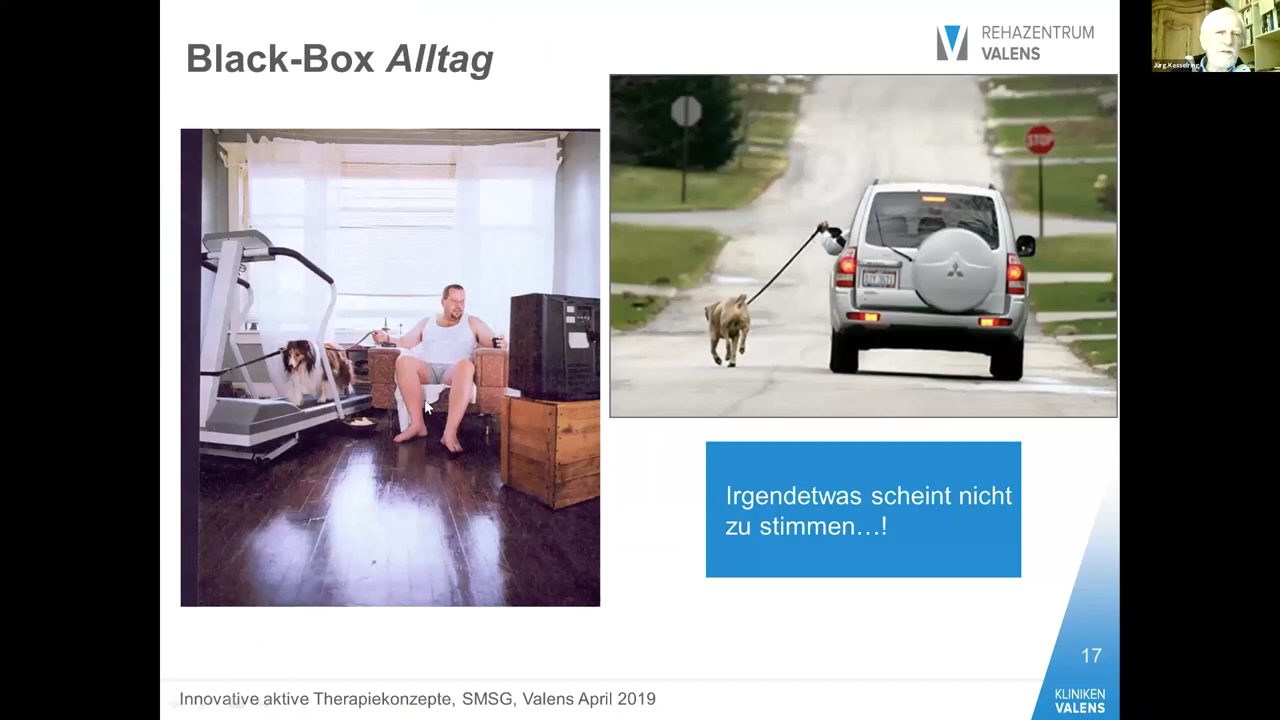 Black-Box Alltag
REHAZENTRUM
VALENS
STOP
Irgendetwas scheint nicht
zu stimmen…!
17
Innovative aktive Therapiekonzepte, SMSG, Valens April 2019
KLINIKEN
VALENS